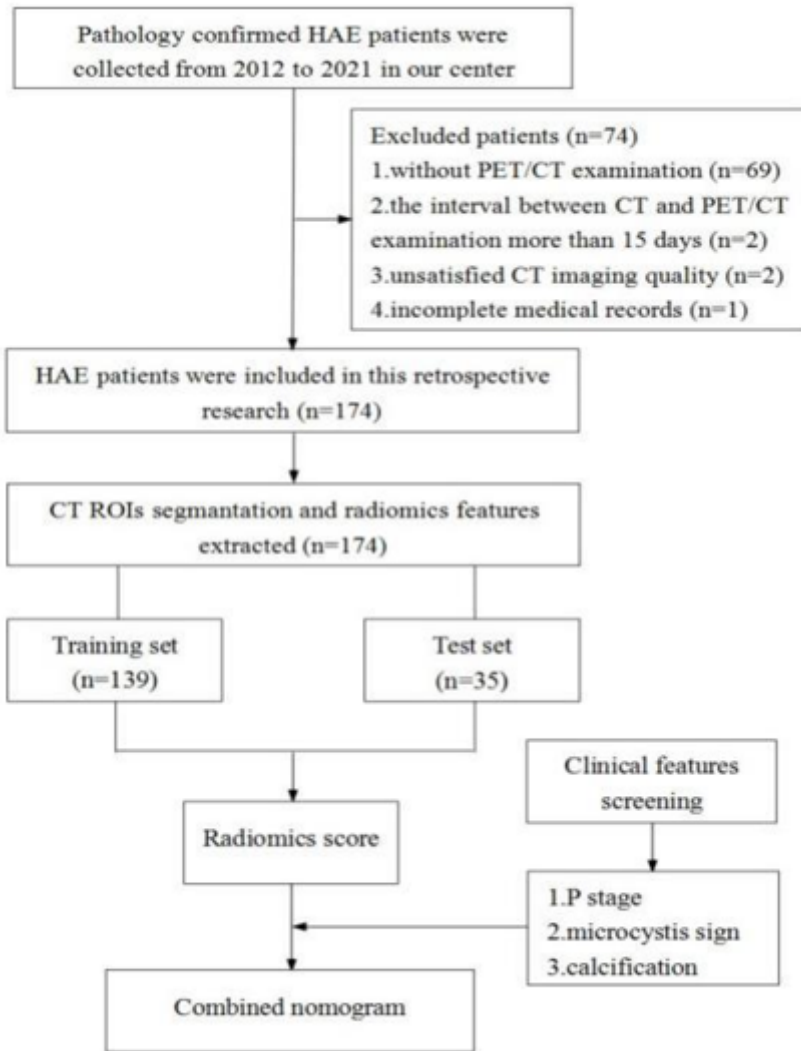 Pathology confirmed HAE patients were
collected from 2012 to 2021 in our center
Excluded patients (n=74)
1.without PET/CT examination (n=69)
2.the interval between CT and PET/CT
examination more than 15 days (n=2)
3.unsatisfied CT imaging quality (n=2)
4.incomplete medical records (n=1)
HAE patients were included in this retrospective
research (n=174)
CT ROIs segmantation and radiomics features
extracted (n=174)
Training set
(n=139)
Test set
(n=35)
Clinical features
screening
Radiomics score
1.P stage
2.microcystis sign
3.calcification
Combined nomogram